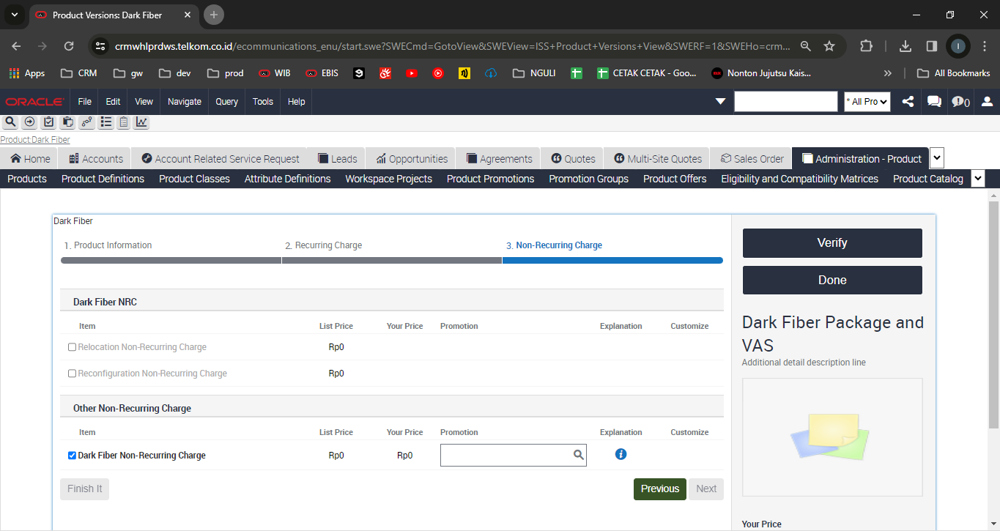 Product Versions: Dark Fiber
crmwhlprdws.telkom.co.id/ecommunications_enu/start.swe?SWECmd=GotoView&SWEView=ISS+Product+Versions+View&SWERF=1&SWEHo=crm...
I
Apps CRM gw dev prod WIB EBIS NGULI CETAK CETAK - Goo... Nonton Jujutsu Kais... » All Bookmarks
ORACLE File Edit View Navigate Query Tools Help * All Pro 0
Product:Dark Fiber
Home Accounts Account Related Service Request Leads Opportunities Agreements Quotes Multi-Site Quotes Sales Order Administration - Product
Products Product Definitions Product Classes Attribute Definitions Workspace Projects Product Promotions Promotion Groups Product Offers Eligibility and Compatibility Matrices Product Catalog
Dark Fiber
1. Product Information 2. Recurring Charge 3. Non-Recurring Charge
Dark Fiber NRC
Item List Price Your Price Promotion Explanation Customize
Relocation Non-Recurring Charge Rp0
Reconfiguration Non-Recurring Charge Rp0
Other Non-Recurring Charge
Item List Price Your Price Promotion Explanation Customize
Dark Fiber Non-Recurring Charge Rp0 Rp0
Finish It Previous Next
Verify
Done
Dark Fiber Package and
VAS
Additional detail description line
Your Price